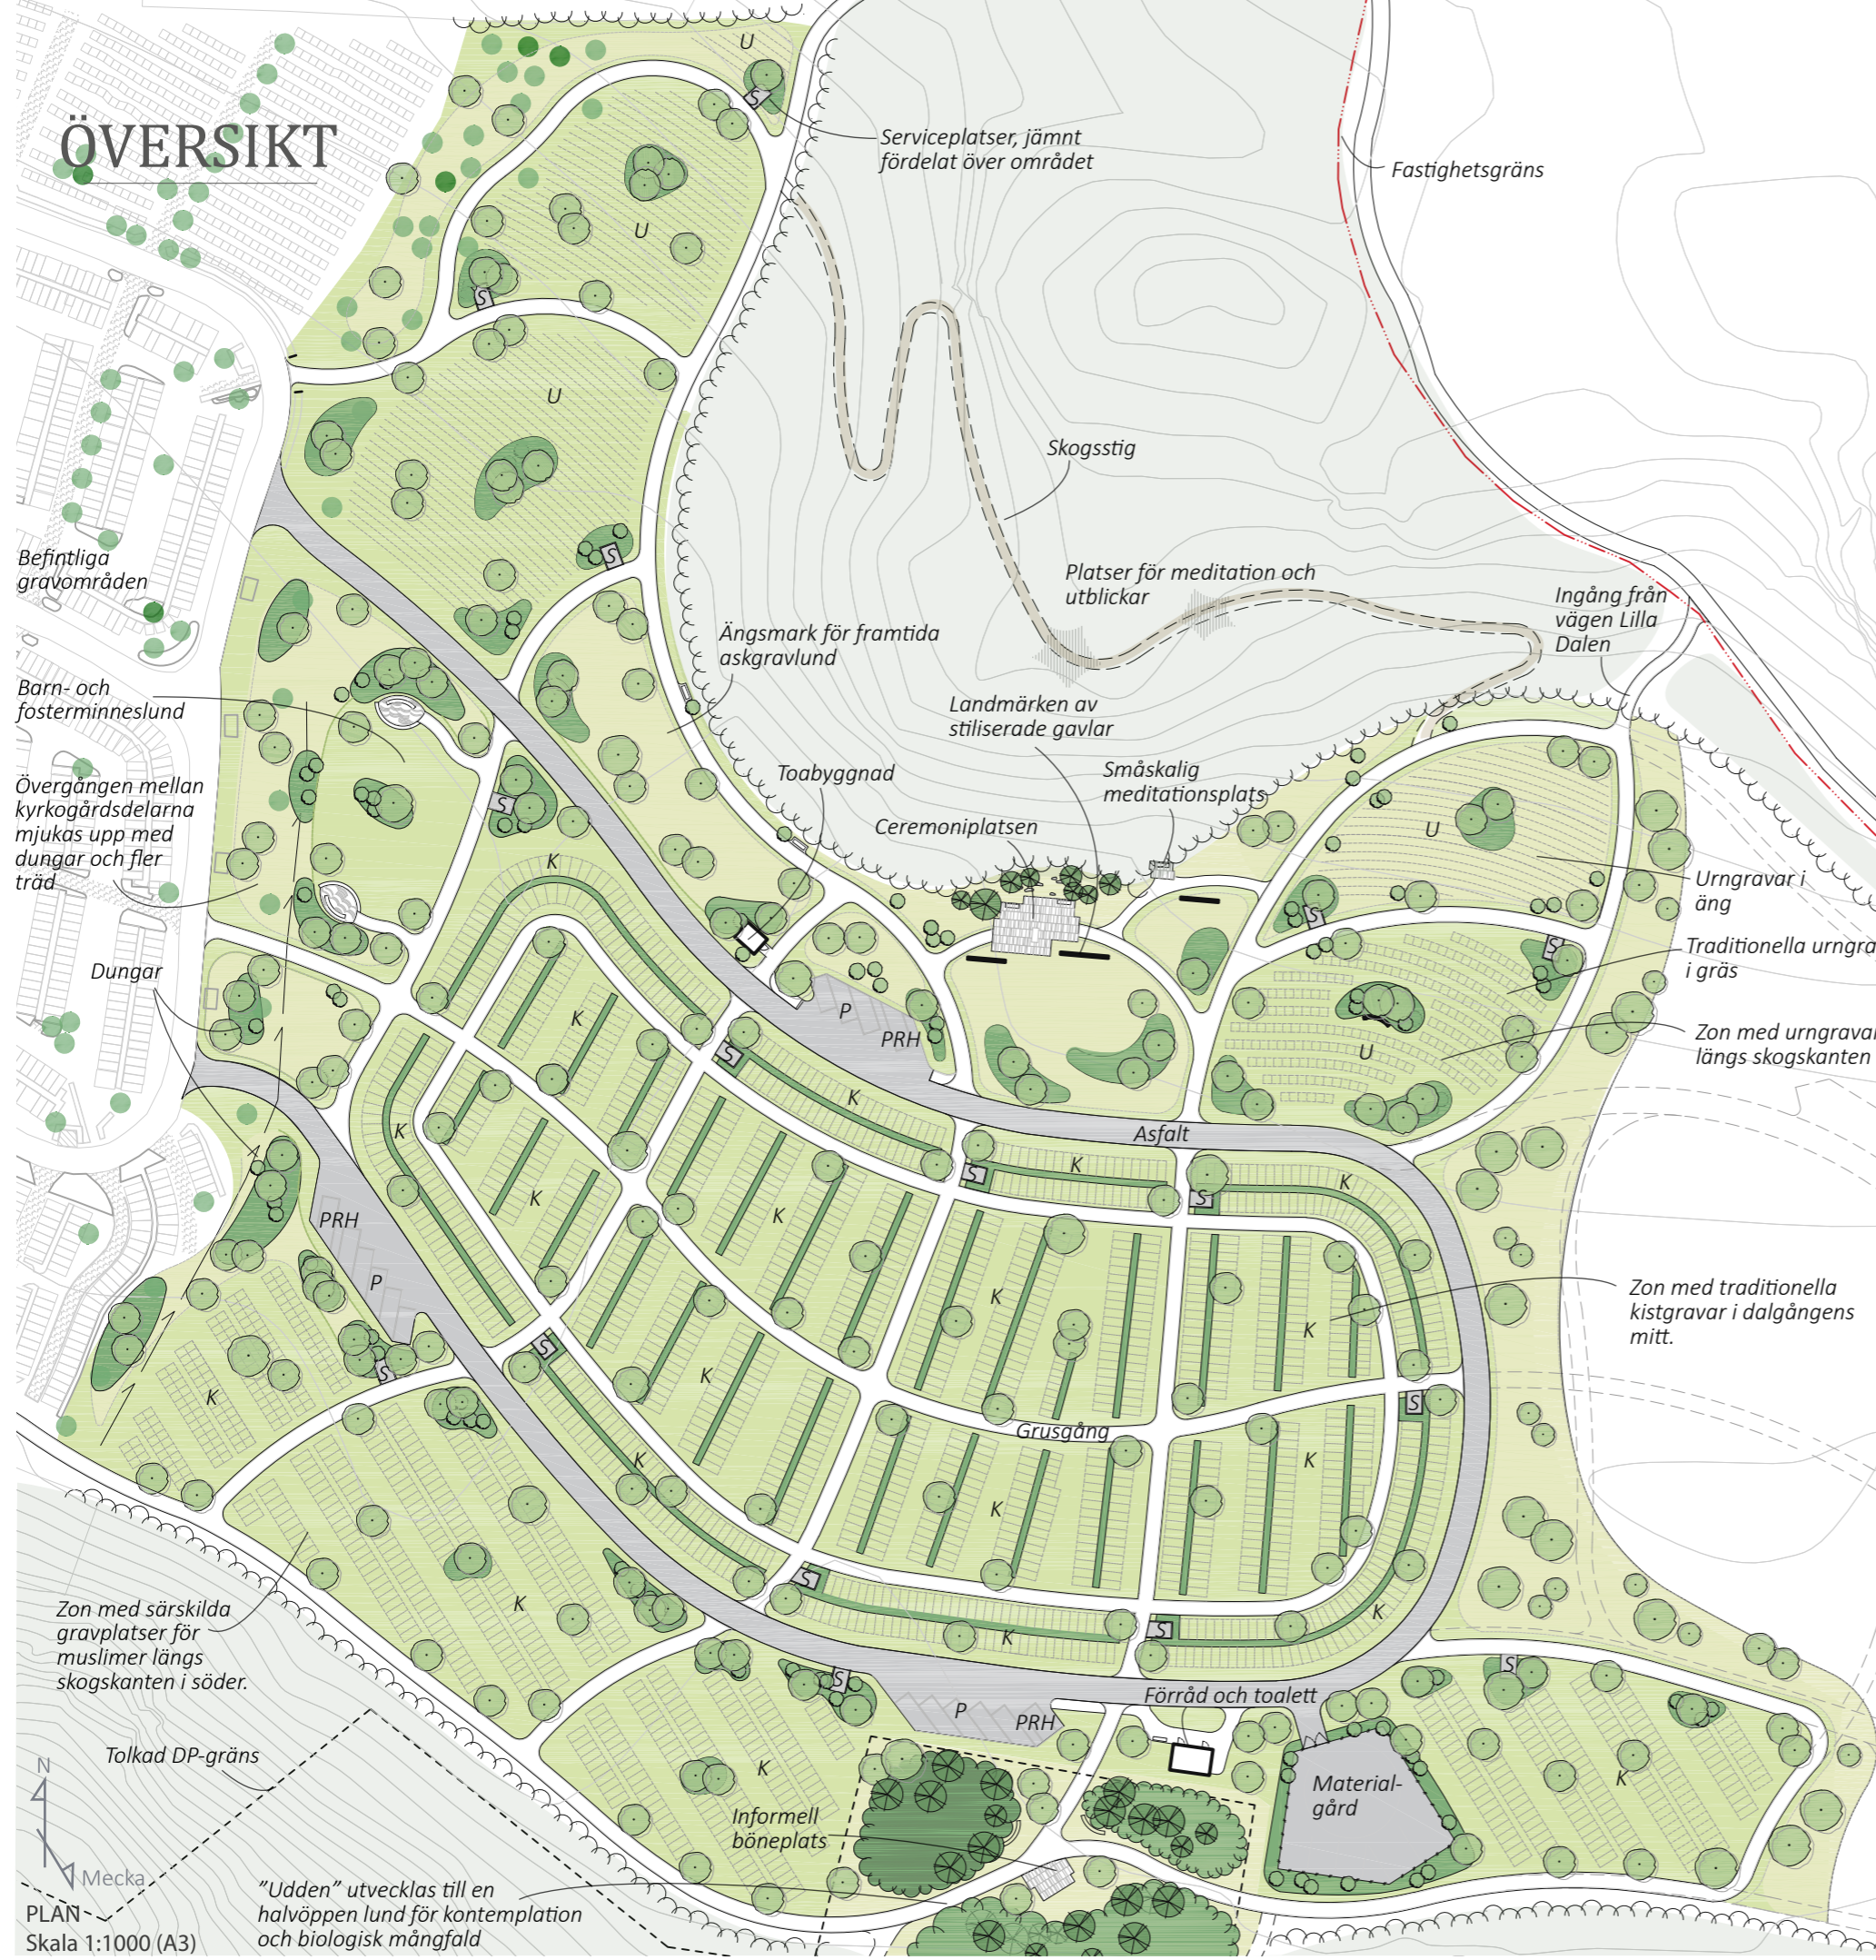 ÖVERSIKT
U
S
Serviceplatser, jämnt
fördelat över området
Fastighetsgräns
U
S
U
Skogsstig
S
Befintliga
gravområden
Platser för meditation och
utblickar
Ingång från
vägen Lilla
Dalen
Ängsmark för framtida
askgravlund
Barn- och
fosterminneslund
Landmärken av
stiliserade gavlar
Toabyggnad
Småskalig
meditationsplats
Övergången mellan
kyrkogårdsdelarna
mjukas upp med
dungar och fler
träd
S
Ceremoniplatsen
U
K
Urngravar i
äng
S
Traditionella urngra
i gräs
S
Dungar
P
K
PRH
Zon med urngravar
längs skogskanten
U
S
K
K
Asfalt
K
S
K
S
K
K
PRH
P
Zon med traditionella
kistgravar i dalgångens
mitt.
K
K
S
K
S
K
S
Grusgång
K
K
K
S
K
Zon med särskilda
gravplatser för
muslimer längs
skogskanten i söder.
K
K
S
K
S
S
Förråd och toalett
P
PRH
Tolkad DP-gräns
N
K
Material-
gård
K
Informell
böneplats
Mecka
"Udden" utvecklas till en
halvöppen lund för kontemplation
och biologisk mångfald
PLAN
Skala 1:1000 (A3)